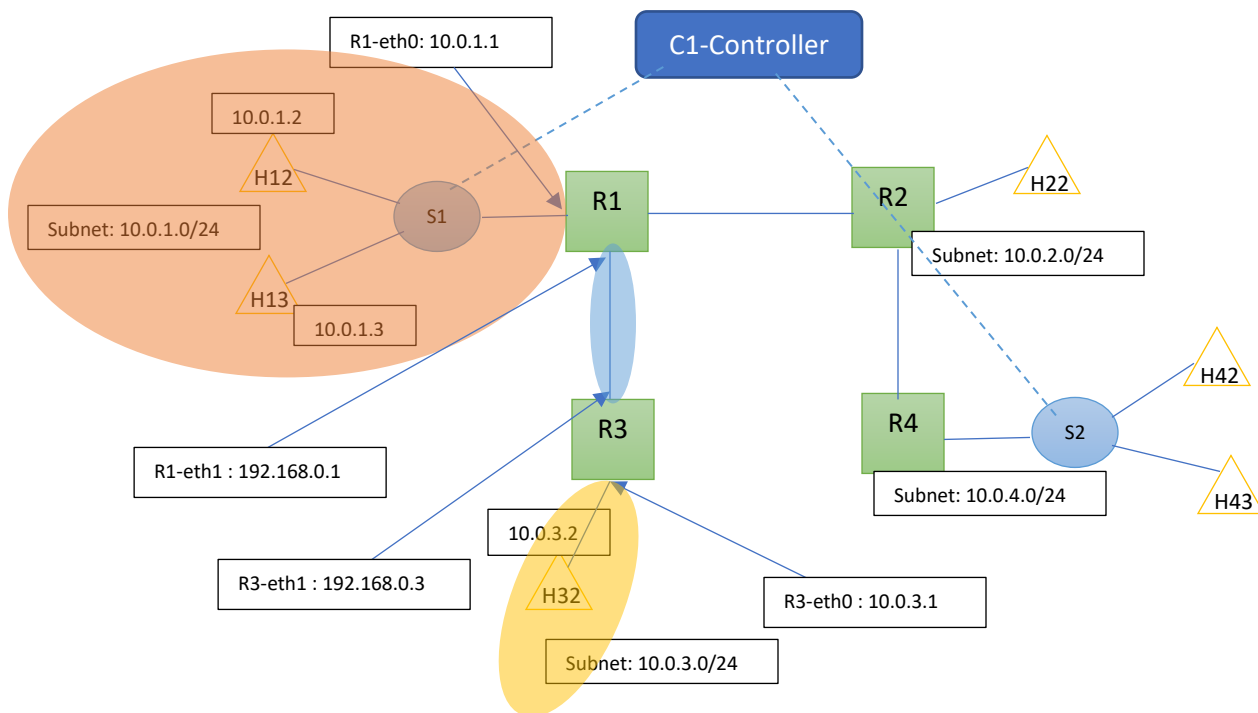 R1-eth0: 10.0.1.1
C1-Controller
10.0.1.2
H12
H22
R1
R2
S1
Subnet: 10.0.1.0/24
Subnet: 10.0.2.0/24
H13
10.0.1.3
H42
R3
R4
S2
R1-eth1 : 192.168.0.1
Subnet: 10.0.4.0/24
H43
10.0.3.2
R3-eth1 : 192.168.0.3
H32
R3-eth0 : 10.0.3.1
Subnet: 10.0.3.0/24